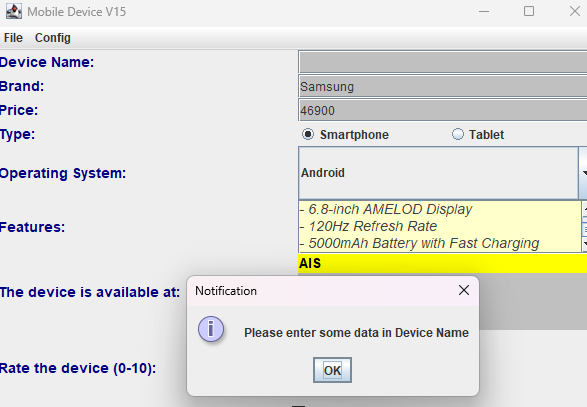 Mobile Device V15
File Config
Device Name:
Brand: Samsung
Price: 46900
Type: Smartphone Tablet
Operating System: Android
Features:
- 6.8-inch AMELOD Display
- 120Hz Refresh Rate
- 5000mAh Battery with Fast Charging
AIS
The device is available at:
Notification
Please enter some data in Device Name
OK
Rate the device (0-10):